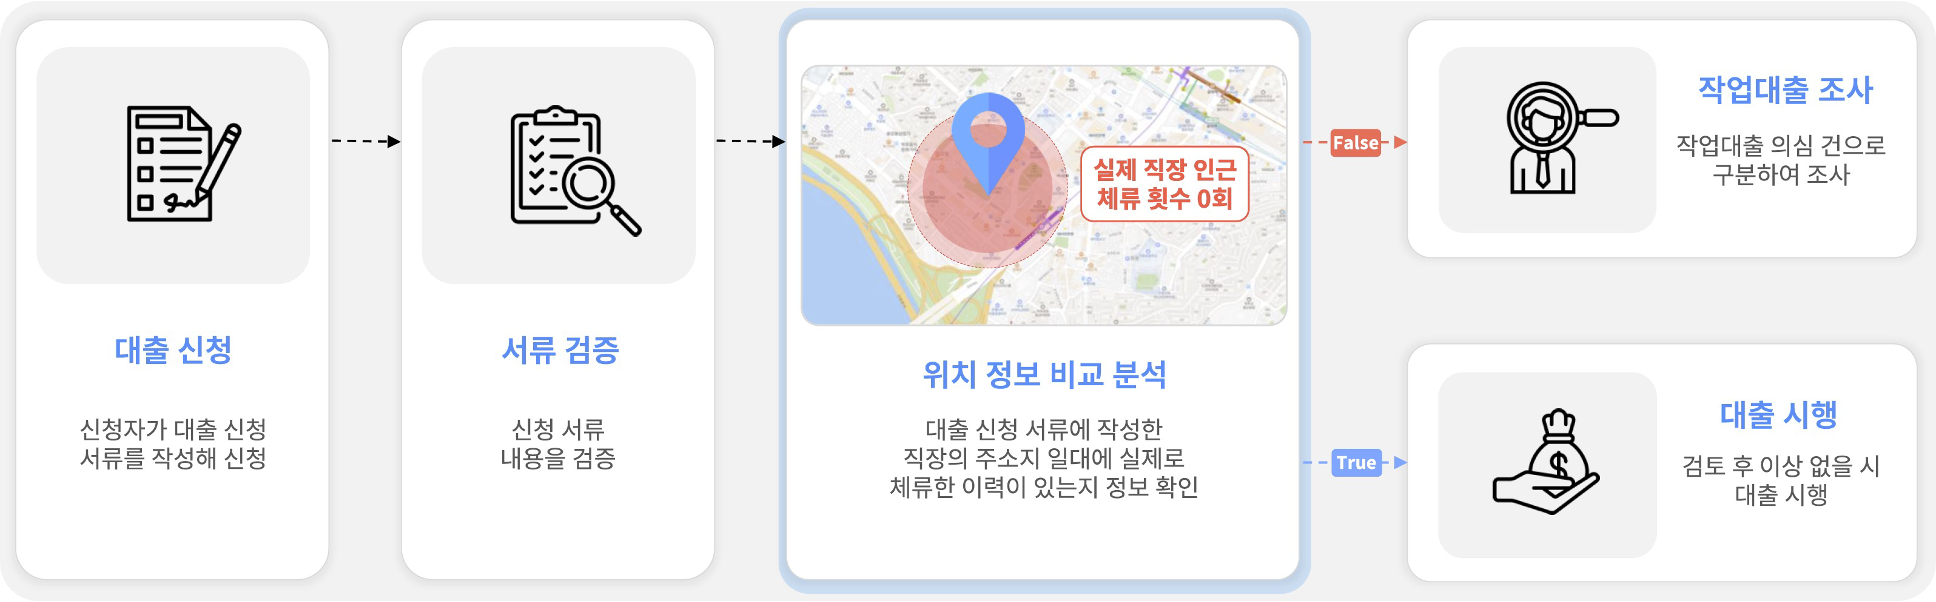 대출 신청
신청자가 대출 신청
서류를 작성해 신청
서류 검증
신청 서류
내용을 검증
실제 직장 인근
체류 횟수 0회
위치 정보 비교 분석
대출 신청 서류에 작성한
직장의 주소지 일대에 실제로
체류한 이력이 있는지 정보 확인
False
작업대출 조사
작업대출 의심 건으로
구분하여 조사
True
대출 시행
검토 후 이상 없을 시
대출 시행